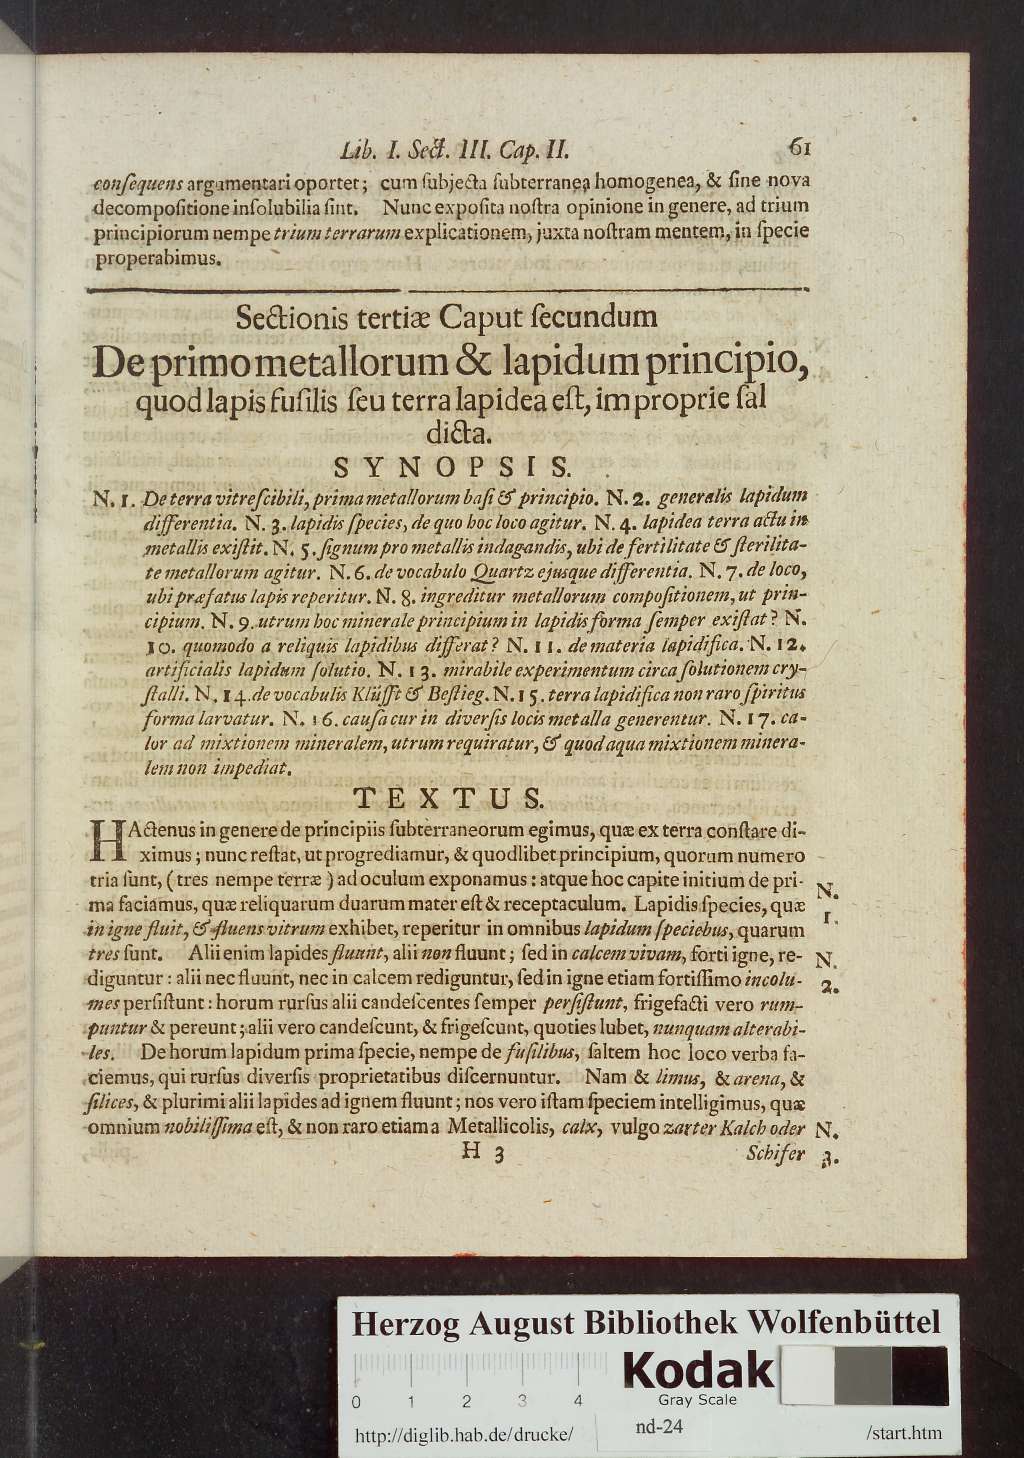 Lib. I. Sect. III. Cap. II. 61
conſequens argumentari oportet; cum ſubjecta ſubterranea homogenea, & ſine nova
decompoſitione inſolubilia ſint. Nunc expoſita noſtra opinione in genere, ad trium
principiorum nempe trium terrarum explicationem, juxta noſtram mentem, in ſpecie
properabimus.
Sectionis tertiæ Caput ſecundum
De primo metallorum & lapidum principio,
quod lapis fuſilis ſeu terra lapidea eſt, improprie ſal
dicta.
SYNOPSIS.
N. 1. De terra vitreſcibili, prima metallorum baſi & principio. N. 2. generalis lapidum
differentia. N. 3. lapidis ſpecies, de quo hoc loco agitur. N. 4. lapidea terra actu in
metallis exiſtit. N. 5. ſignum pro metallis indagandis, ubi de fertilitate & ſterilita-
te metallorum agitur. N. 6. de vocabulo Quartz ejusque differentia. N. 7. de loco,
ubi præfatus lapis reperitur. N. 8. ingreditur metallorum compoſitionem, ut prin-
cipium. N. 9. utrum hoc minerale principium in lapidis forma ſemper exiſtat? N.
10. quomodo a reliquis lapidibus differat? N. 11. de materia lapidifica. N. 12.
artificialis lapidum ſolutio. N. 13. mirabile experimentum circa ſolutionem cry-
ſtalli. N. 14. de vocabulis Klüfft & Beſtieg. N. 15. terra lapidifica non raro ſpiritus
forma larvatur. N. 16. cauſa cur in diverſis locis metalla generentur. N. 17. ca-
lor ad mixtionem mineralem, utrum requiratur, & quod aqua mixtionem minera-
lem non impediat.
TEXTUS.
HActenus in genere de principiis ſubterraneorum egimus, quæ ex terra conſtare di-
ximus; nunc reſtat, ut progrediamur, & quodlibet principium, quorum numero
tria ſunt, (tres nempe terræ) ad oculum exponamus: atque hoc capite initium de pri- N.
ma faciamus, quæ reliquarum duarum mater eſt & receptaculum. Lapidis ſpecies, quæ 1.
in igne fluit, & fluens vitrum exhibet, reperitur in omnibus lapidum ſpeciebus, quarum
tres ſunt. Alii enim lapides fluunt, alii non fluunt; ſed in calcem vivam, forti igne, re- N.
diguntur: alii nec fluunt, nec in calcem rediguntur, ſed in igne etiam fortiſſimo incolu- 2.
mes perſiſtunt: horum rurſus alii candeſcentes ſemper perſiſtunt, frigefacti vero rum-
puntur & pereunt; alii vero candeſcunt, & frigeſcunt, quoties lubet, nunquam alterabi-
les. De horum lapidum prima ſpecie, nempe de fuſilibus, ſaltem hoc loco verba fa-
ciemus, qui rurſus diverſis proprietatibus diſcernuntur. Nam & limus, & arena, &
ſilices, & plurimi alii lapides ad ignem fluunt; nos vero iſtam ſpeciem intelligimus, quæ
omnium nobiliſſima eſt, & non raro etiam a Metallicolis, calx, vulgo zarter Kalch oder N.
H 3 Schifer 3.
Herzog August Bibliothek Wolfenbüttel
Kodak
Gray Scale
0 1 2 3 4
http://diglib.hab.de/drucke/ nd-24 /start.htm